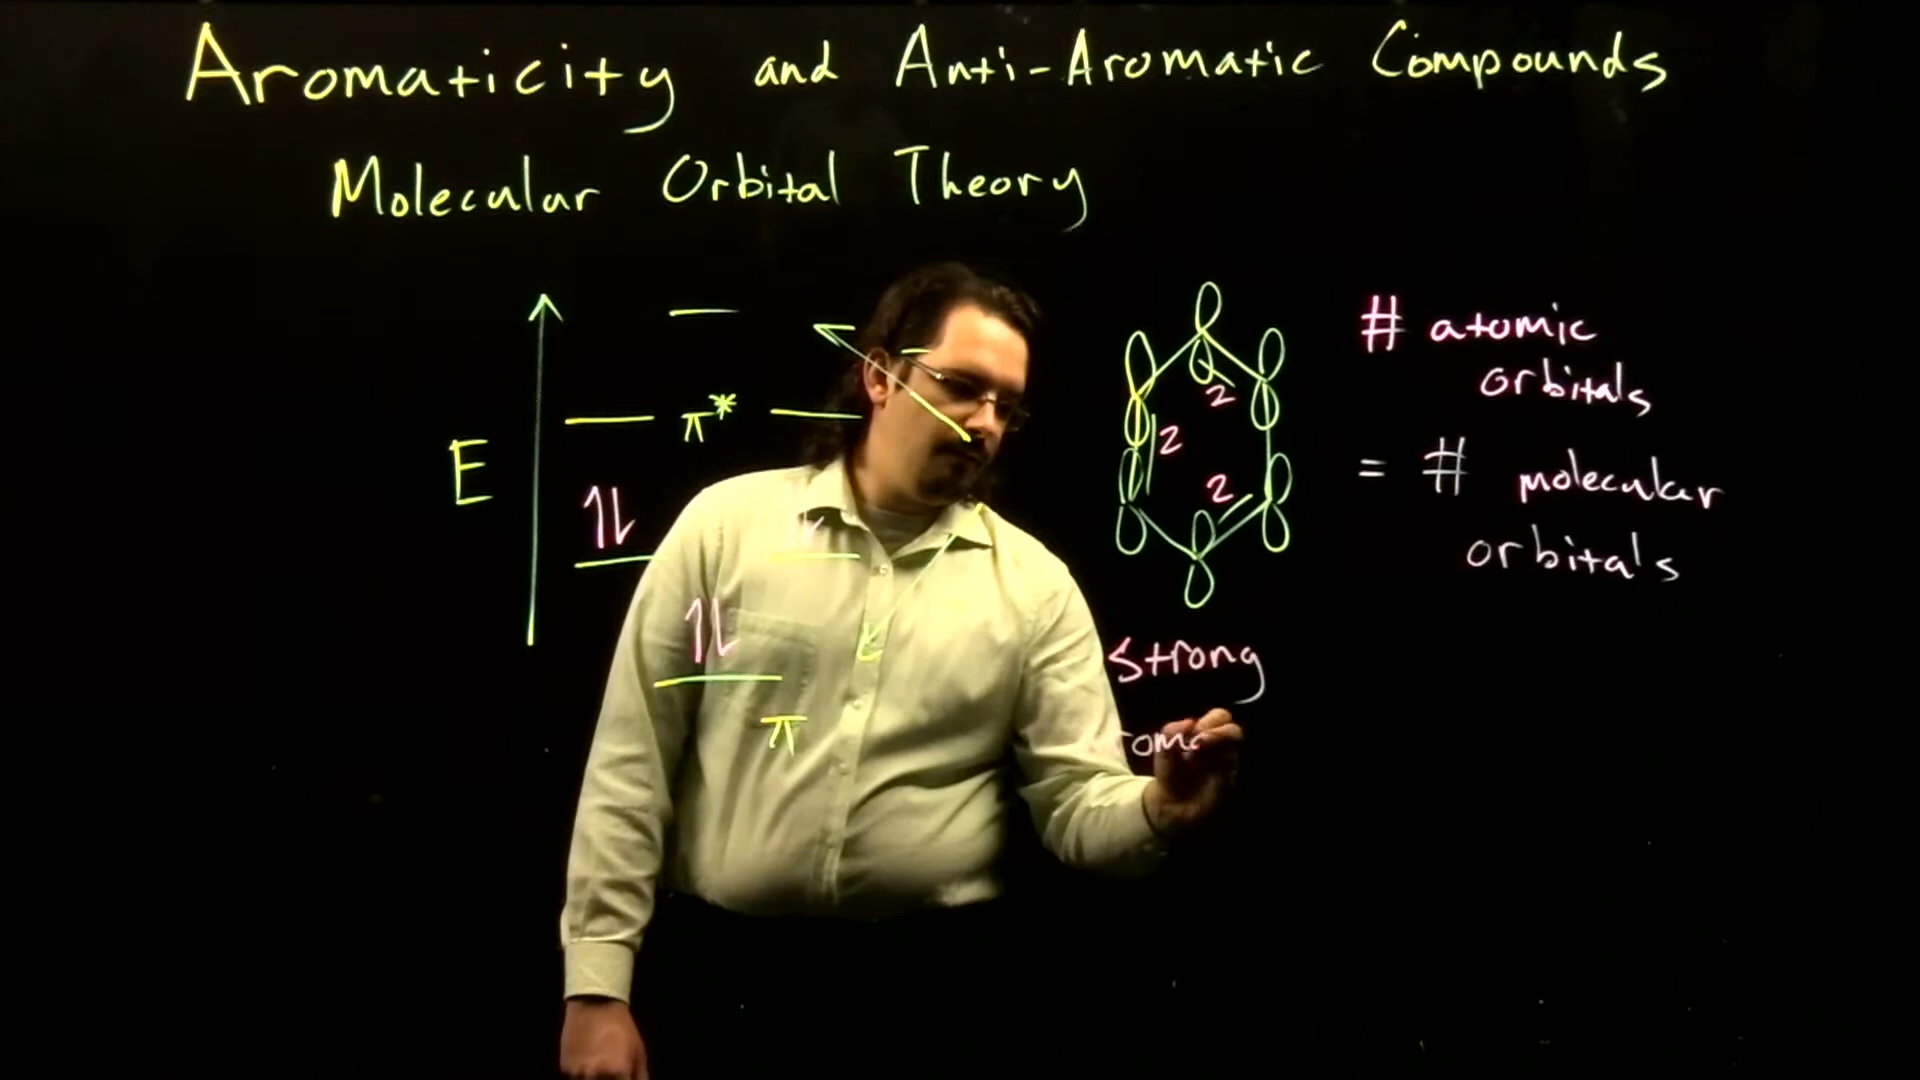 Aromaticity and Anti-Aromatic Compounds
Molecular Orbital Theory
E
π*
π
2
2
2
# atomic
orbitals
= # molecular
orbitals
strong